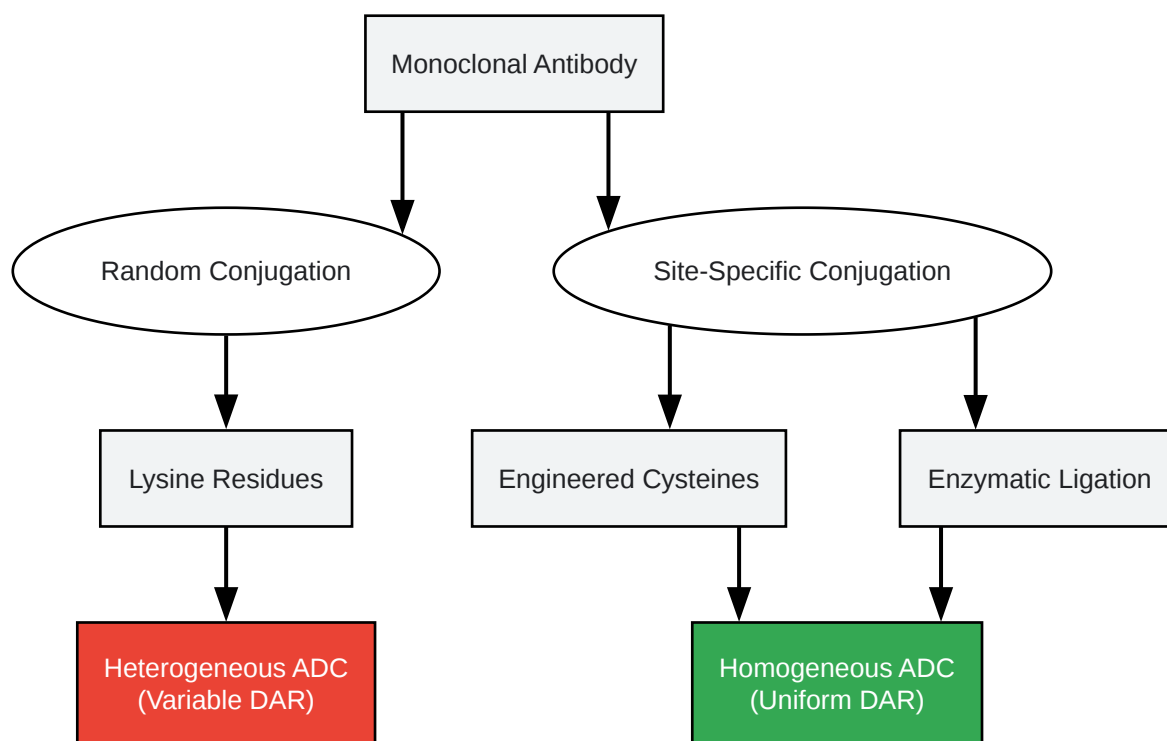 Monoclonal Antibody
Random Conjugation
Site-Specific Conjugation
Lysine Residues
Engineered Cysteines
Enzymatic Ligation
Heterogeneous ADC
(Variable DAR)
Homogeneous ADC
(Uniform DAR)